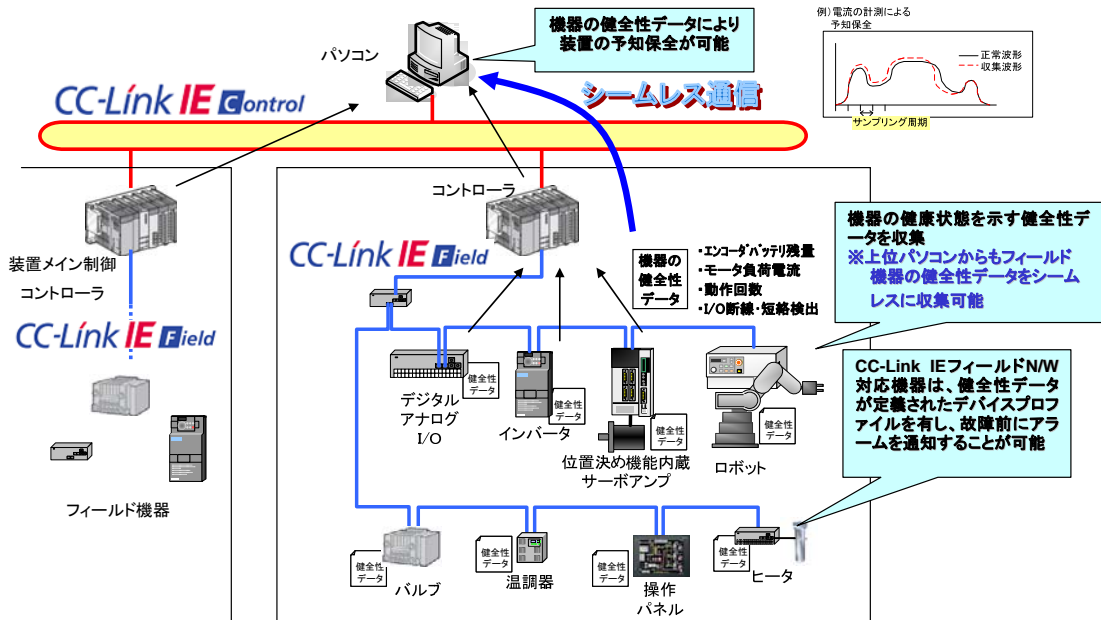 例)電流の計測による
予知保全
正常波形
収集波形
サンプリング周期
機器の健全性データにより
装置の予知保全が可能
パソコン
シームレス通信
CC-Link IE Control
コントローラ
装置メイン制御
コントローラ
CC-Link IE Field
フィールド機器
CC-Link IE Field
機器の
健全性
データ
・エンコーダバッテリ残量
・モータ負荷電流
・動作回数
・I/O断線・短絡検出
機器の健康状態を示す健全性デ
ータを収集
※上位パソコンからもフィールド
機器の健全性データをシーム
レスに収集可能
CC-Link IEフィールドN/W
対応機器は、健全性データ
が定義されたデバイスプロフ
ァイルを有し、故障前にアラ
ームを通知することが可能
健全性
データ
デジタル
アナログ
I/O
健全性
データ
インバータ
健全性
データ
位置決め機能内蔵
サーボアンプ
健全性
データ
ロボット
健全性
データ
バルブ
健全性
データ
温調器
健全性
データ
操作
パネル
健全性
データ
ヒータ